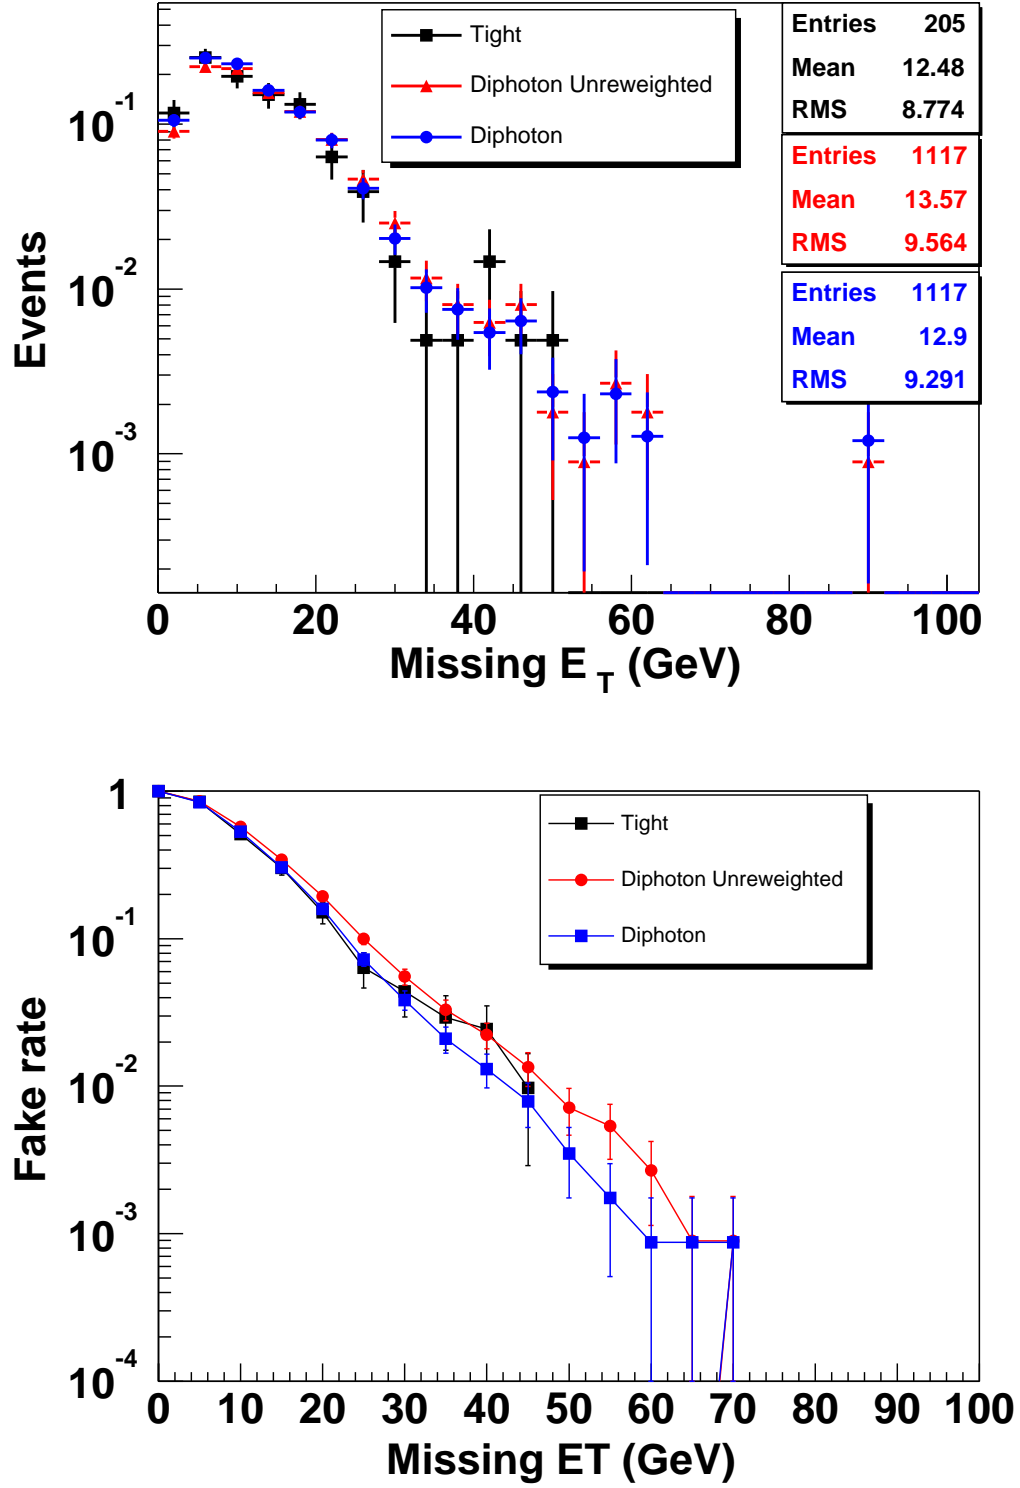 Tight
Diphoton Unreweighted
Diphoton
Entries 205
Mean 12.48
RMS 8.774
Entries 1117
Mean 13.57
RMS 9.564
Entries 1117
Mean 12.9
RMS 9.291
Events
10^-1
10^-2
10^-3
0 20 40 60 80 100
Missing E_T (GeV)
Tight
Diphoton Unreweighted
Diphoton
Fake rate
1
10^-1
10^-2
10^-3
10^-4
0 10 20 30 40 50 60 70 80 90 100
Missing ET (GeV)